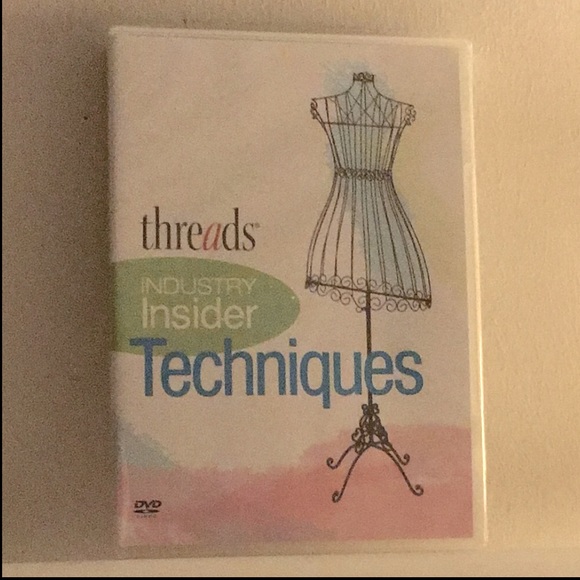 threads®
INDUSTRY
Insider
Techniques
DVD